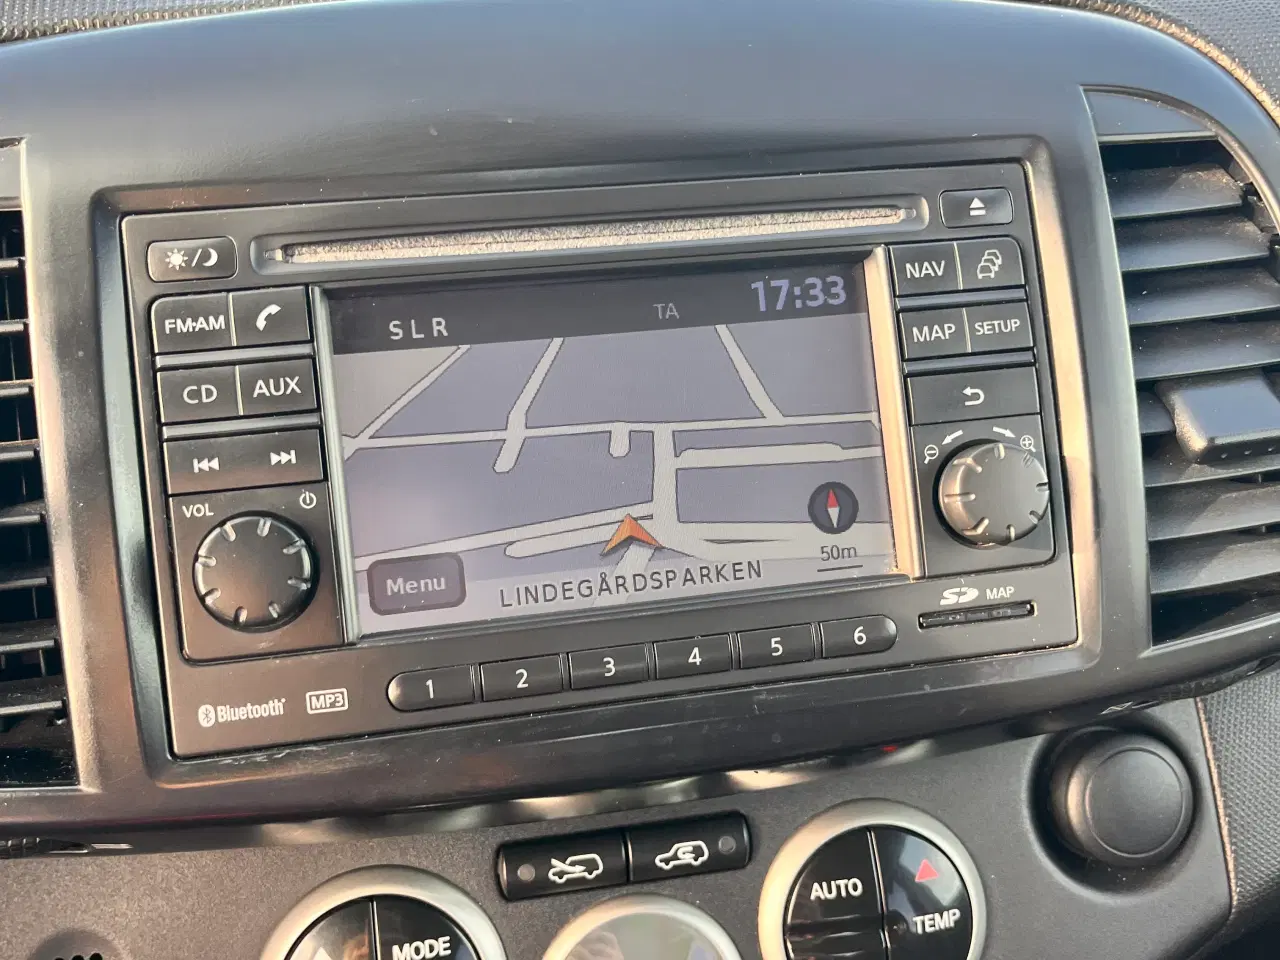 FM·AM
CD AUX
VOL
SLR TA 17:33
Menu LINDEGÅRDSPARKEN 50m
NAV
MAP SETUP
SD MAP
Bluetooth® MP3 1 2 3 4 5 6
MODE
AUTO TEMP